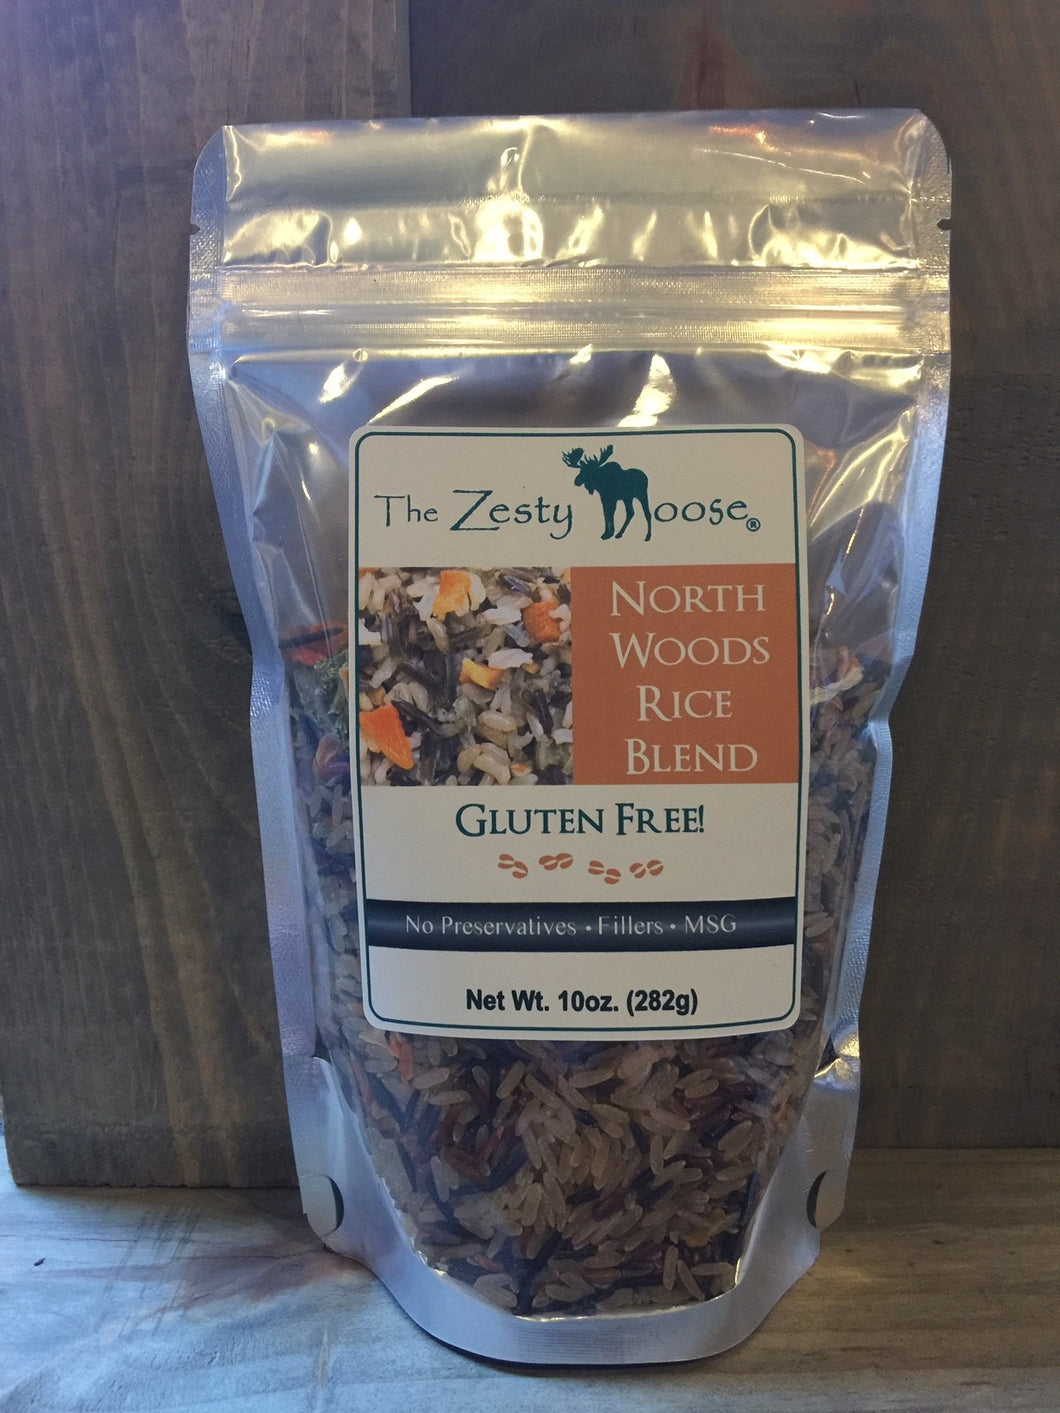 The Zesty Moose®
North
Woods
Rice
Blend
Gluten Free!
No Preservatives • Fillers • MSG
Net Wt. 10oz. (282g)